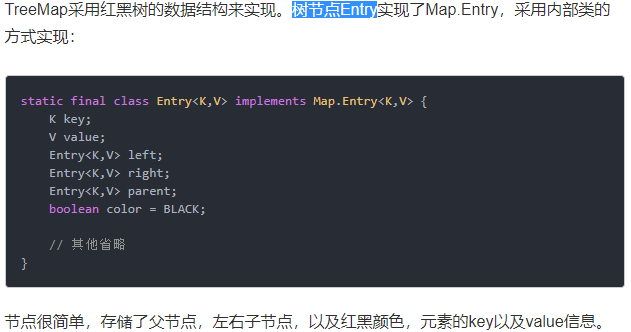 TreeMap采用红黑树的数据结构来实现。树节点Entry实现了Map.Entry，采用内部类的
方式实现：
static final class Entry<K,V> implements Map.Entry<K,V> {
    K key;
    V value;
    Entry<K,V> left;
    Entry<K,V> right;
    Entry<K,V> parent;
    boolean color = BLACK;
    // 其他省略
}
节点很简单，存储了父节点，左右子节点，以及红黑颜色，元素的key以及value信息。